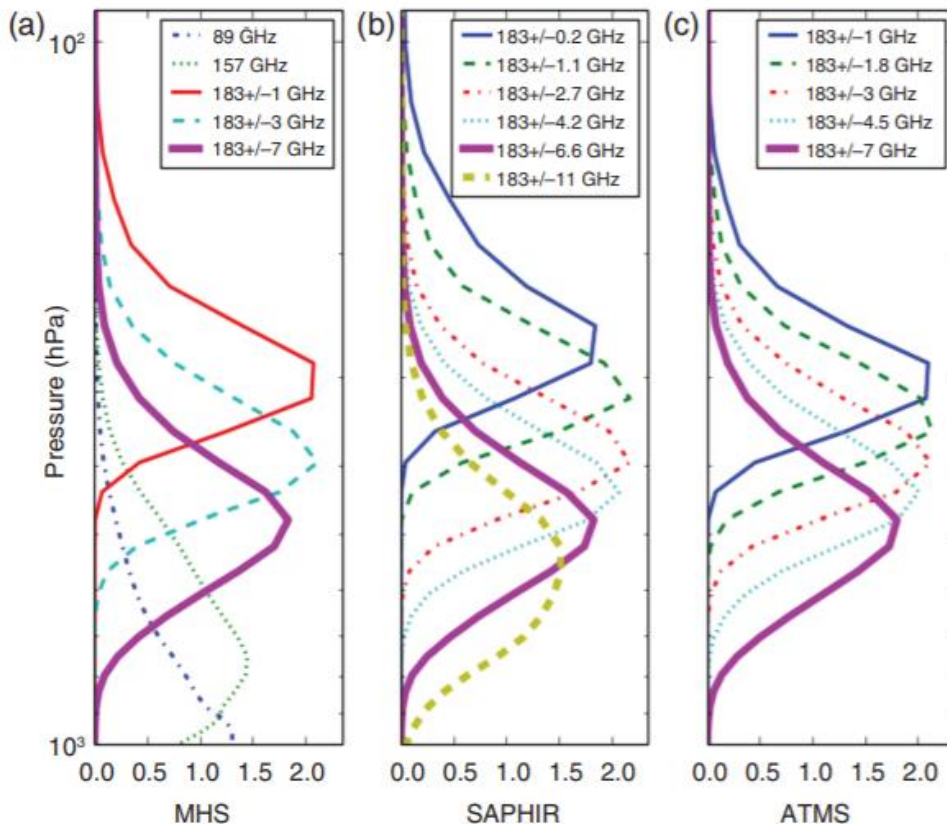 (a)
89 GHz
157 GHz
183+/–1 GHz
183+/–3 GHz
183+/–7 GHz
(b)
183+/–0.2 GHz
183+/–1.1 GHz
183+/–2.7 GHz
183+/–4.2 GHz
183+/–6.6 GHz
183+/–11 GHz
(c)
183+/–1 GHz
183+/–1.8 GHz
183+/–3 GHz
183+/–4.5 GHz
183+/–7 GHz
10²
Pressure (hPa)
10³
0.0 0.5 1.0 1.5 2.0
0.0 0.5 1.0 1.5 2.0
0.0 0.5 1.0 1.5 2.0
MHS
SAPHIR
ATMS